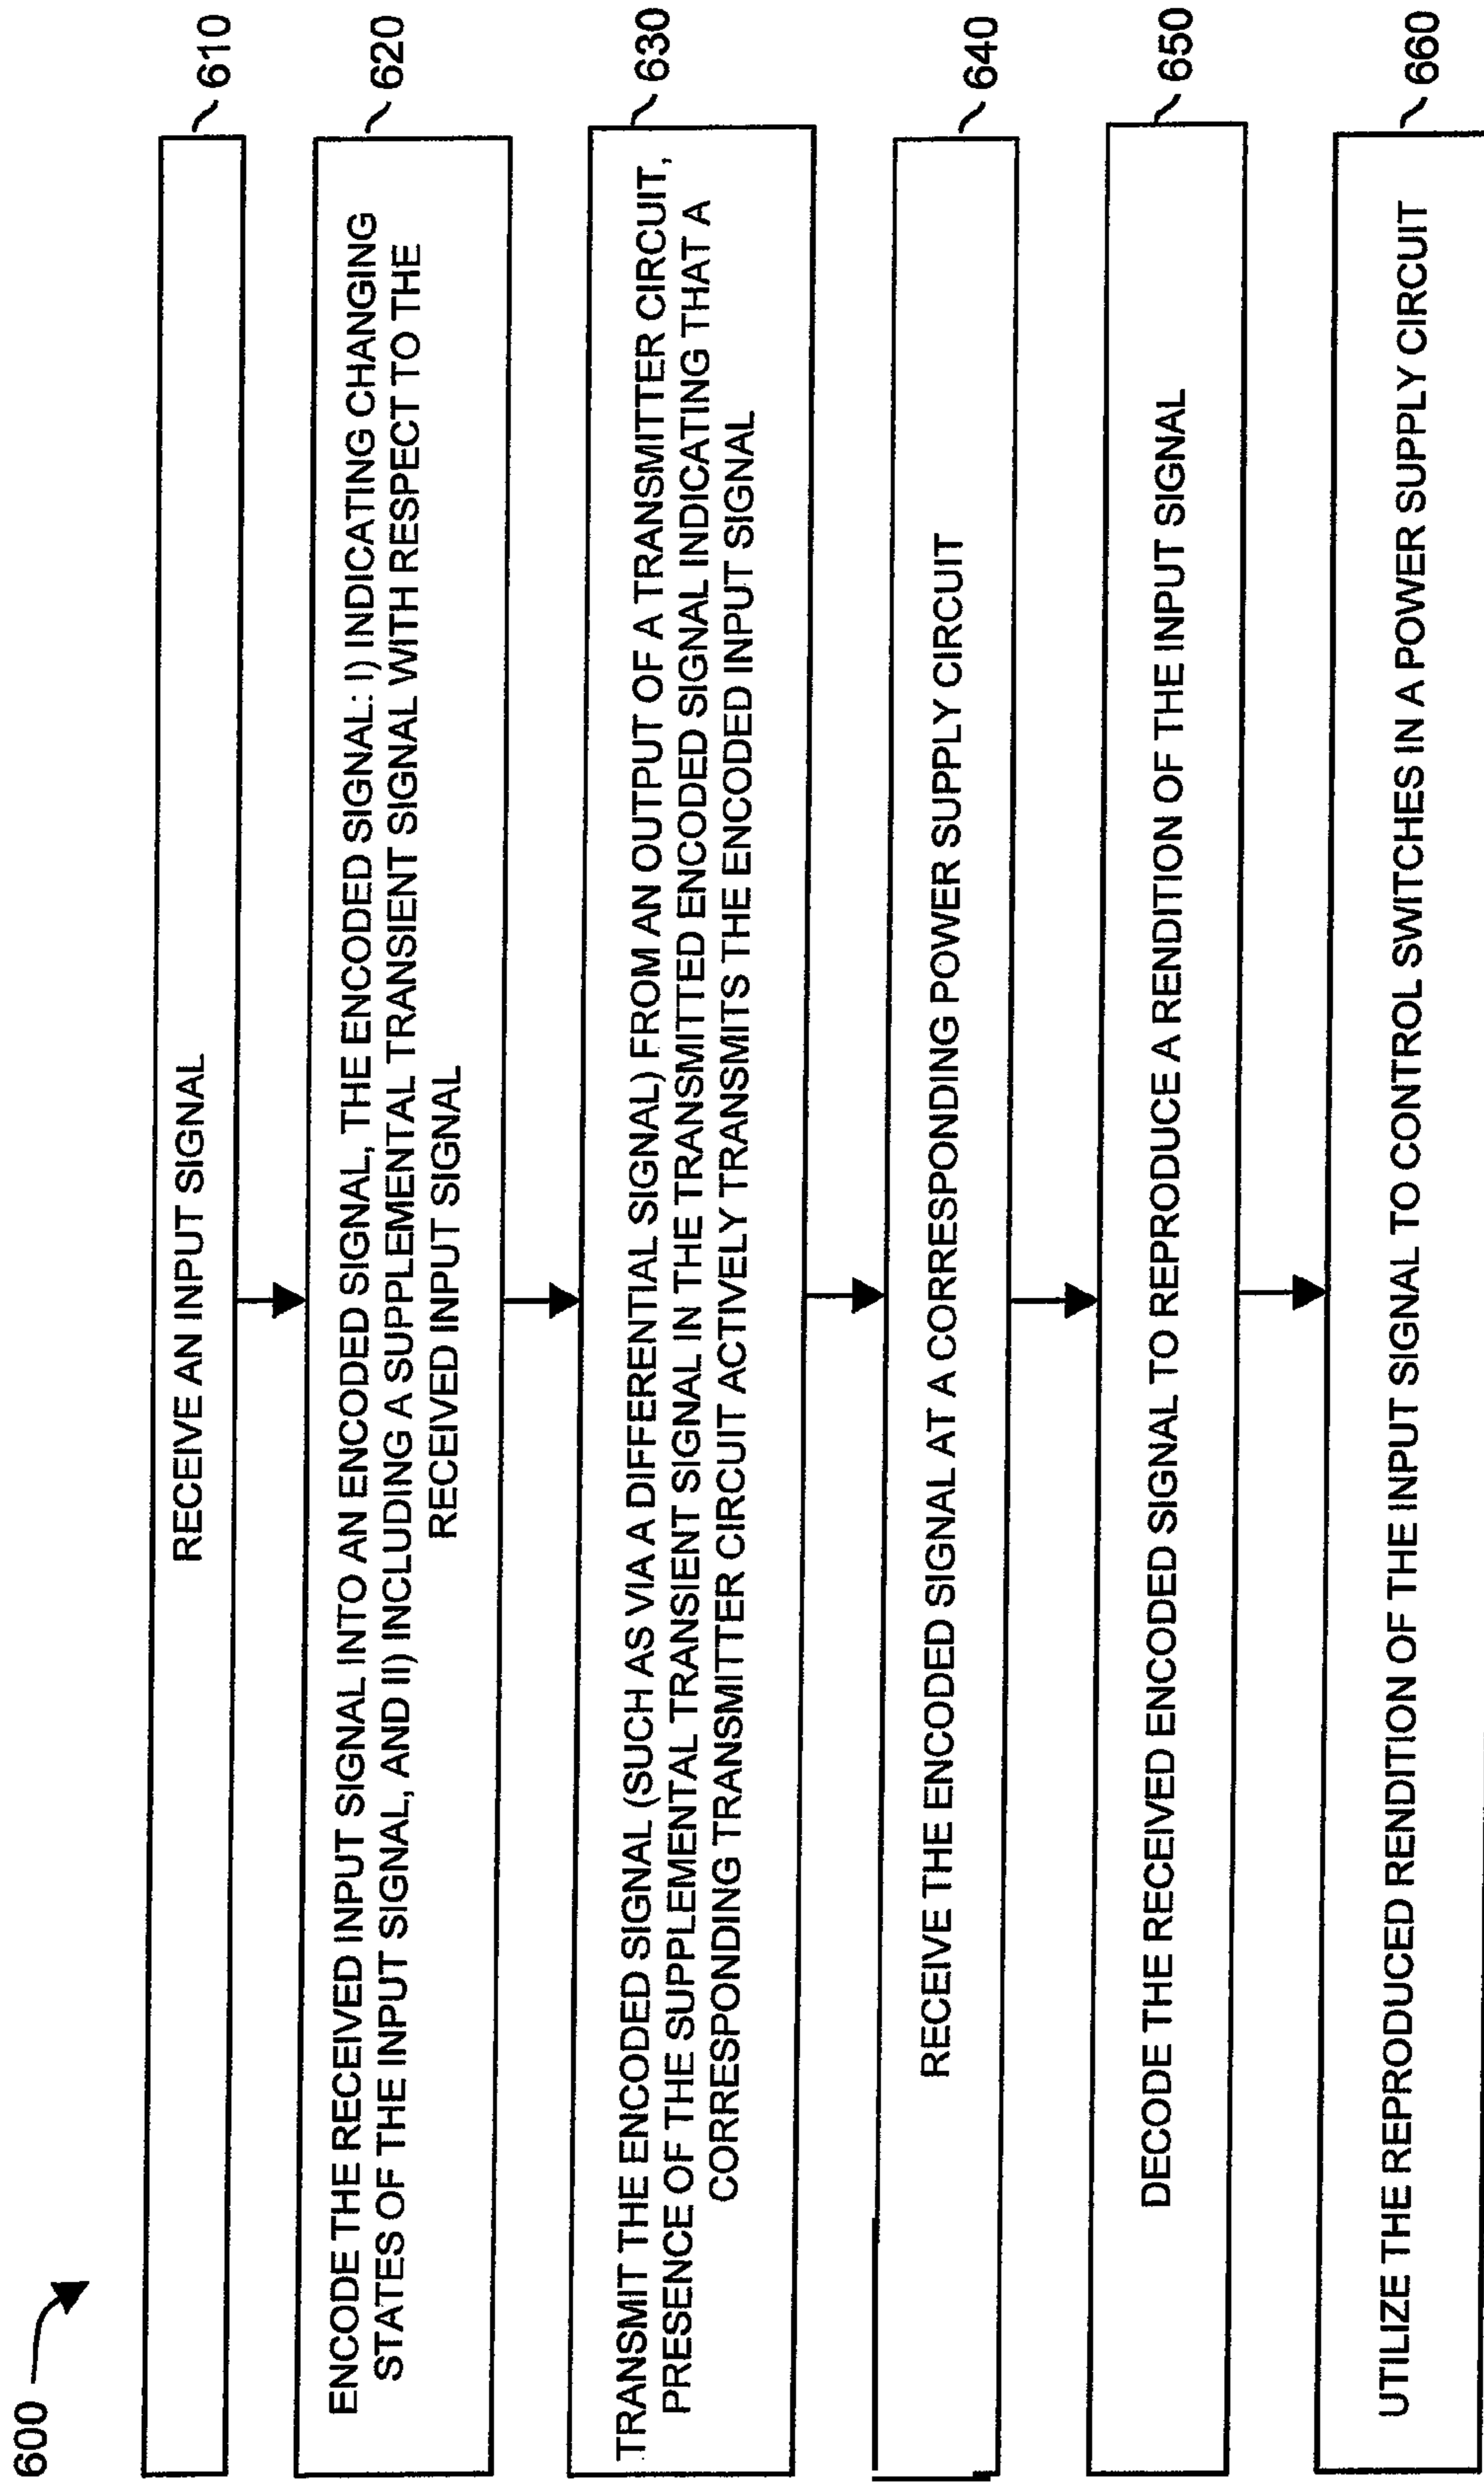 600
RECEIVE AN INPUT SIGNAL
610
ENCODE THE RECEIVED INPUT SIGNAL INTO AN ENCODED SIGNAL, THE ENCODED SIGNAL: I) INDICATING CHANGING
STATES OF THE INPUT SIGNAL, AND II) INCLUDING A SUPPLEMENTAL TRANSIENT SIGNAL WITH RESPECT TO THE
RECEIVED INPUT SIGNAL
620
TRANSMIT THE ENCODED SIGNAL (SUCH AS VIA A DIFFERENTIAL SIGNAL) FROM AN OUTPUT OF A TRANSMITTER CIRCUIT,
PRESENCE OF THE SUPPLEMENTAL TRANSIENT SIGNAL IN THE TRANSMITTED ENCODED SIGNAL INDICATING THAT A
CORRESPONDING TRANSMITTER CIRCUIT ACTIVELY TRANSMITS THE ENCODED INPUT SIGNAL
630
RECEIVE THE ENCODED SIGNAL AT A CORRESPONDING POWER SUPPLY CIRCUIT
640
DECODE THE RECEIVED ENCODED SIGNAL TO REPRODUCE A RENDITION OF THE INPUT SIGNAL
650
UTILIZE THE REPRODUCED RENDITION OF THE INPUT SIGNAL TO CONTROL SWITCHES IN A POWER SUPPLY CIRCUIT
660